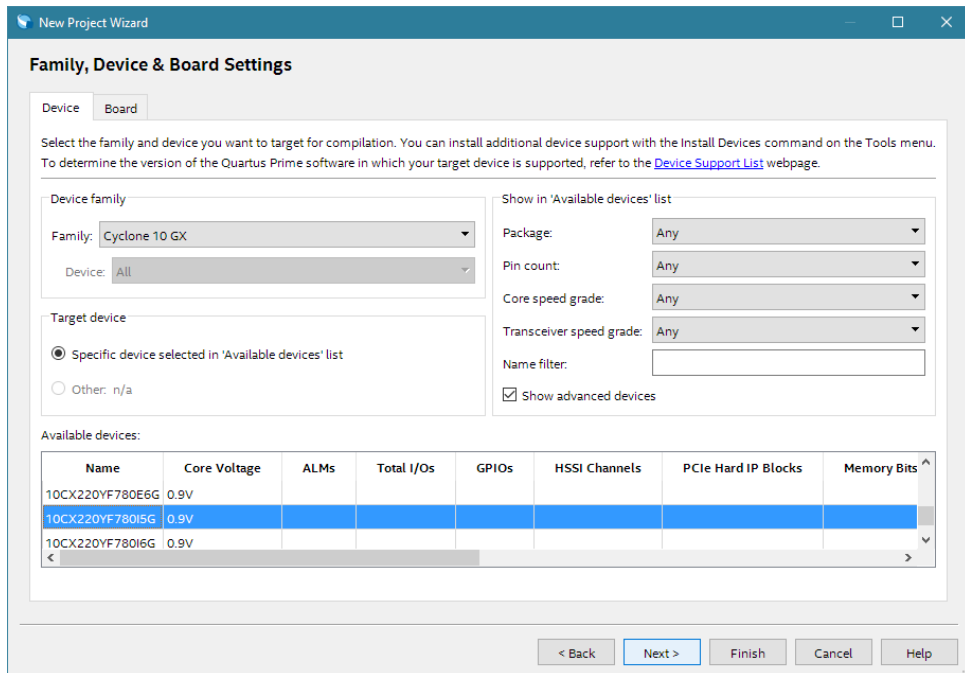 New Project Wizard
Family, Device & Board Settings
Device Board
Select the family and device you want to target for compilation. You can install additional device support with the Install Devices command on the Tools menu.
To determine the version of the Quartus Prime software in which your target device is supported, refer to the Device Support List webpage.
Device family
Family: Cyclone 10 GX
Device: All
Target device
Specific device selected in 'Available devices' list
Other: n/a
Show in 'Available devices' list
Package: Any
Pin count: Any
Core speed grade: Any
Transceiver speed grade: Any
Name filter:
Show advanced devices
Available devices:
Name Core Voltage ALMs Total I/Os GPIOs HSSI Channels PCIe Hard IP Blocks Memory Bits
10CX220YF780E6G 0.9V
10CX220YF780I5G 0.9V
10CX220YF780I6G 0.9V
< Back Next > Finish Cancel Help